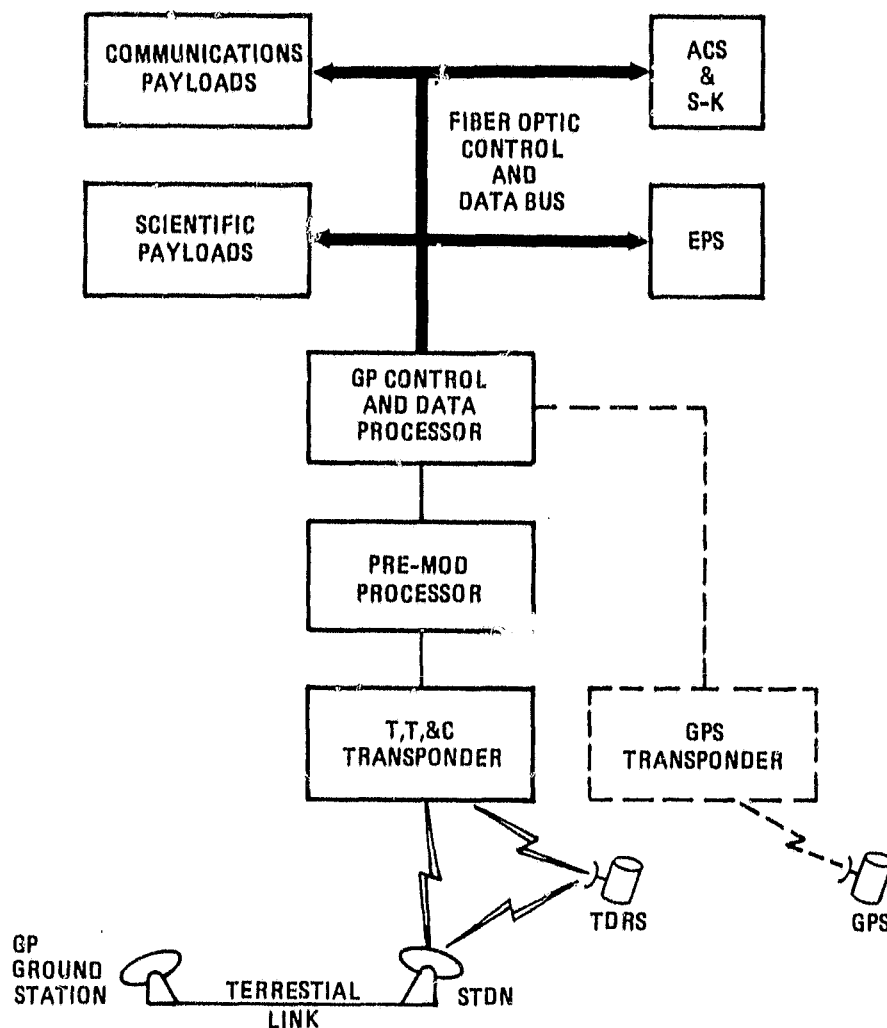 COMMUNICATIONS
PAYLOADS
ACS
&
S-K
FIBER OPTIC
CONTROL
AND
DATA BUS
SCIENTIFIC
PAYLOADS
EPS
GP CONTROL
AND DATA
PROCESSOR
PRE-MOD
PROCESSOR
T,T,&C
TRANSPONDER
GPS
TRANSPONDER
TDRS
GPS
GP
GROUND
STATION
TERRESTIAL
LINK
STDN